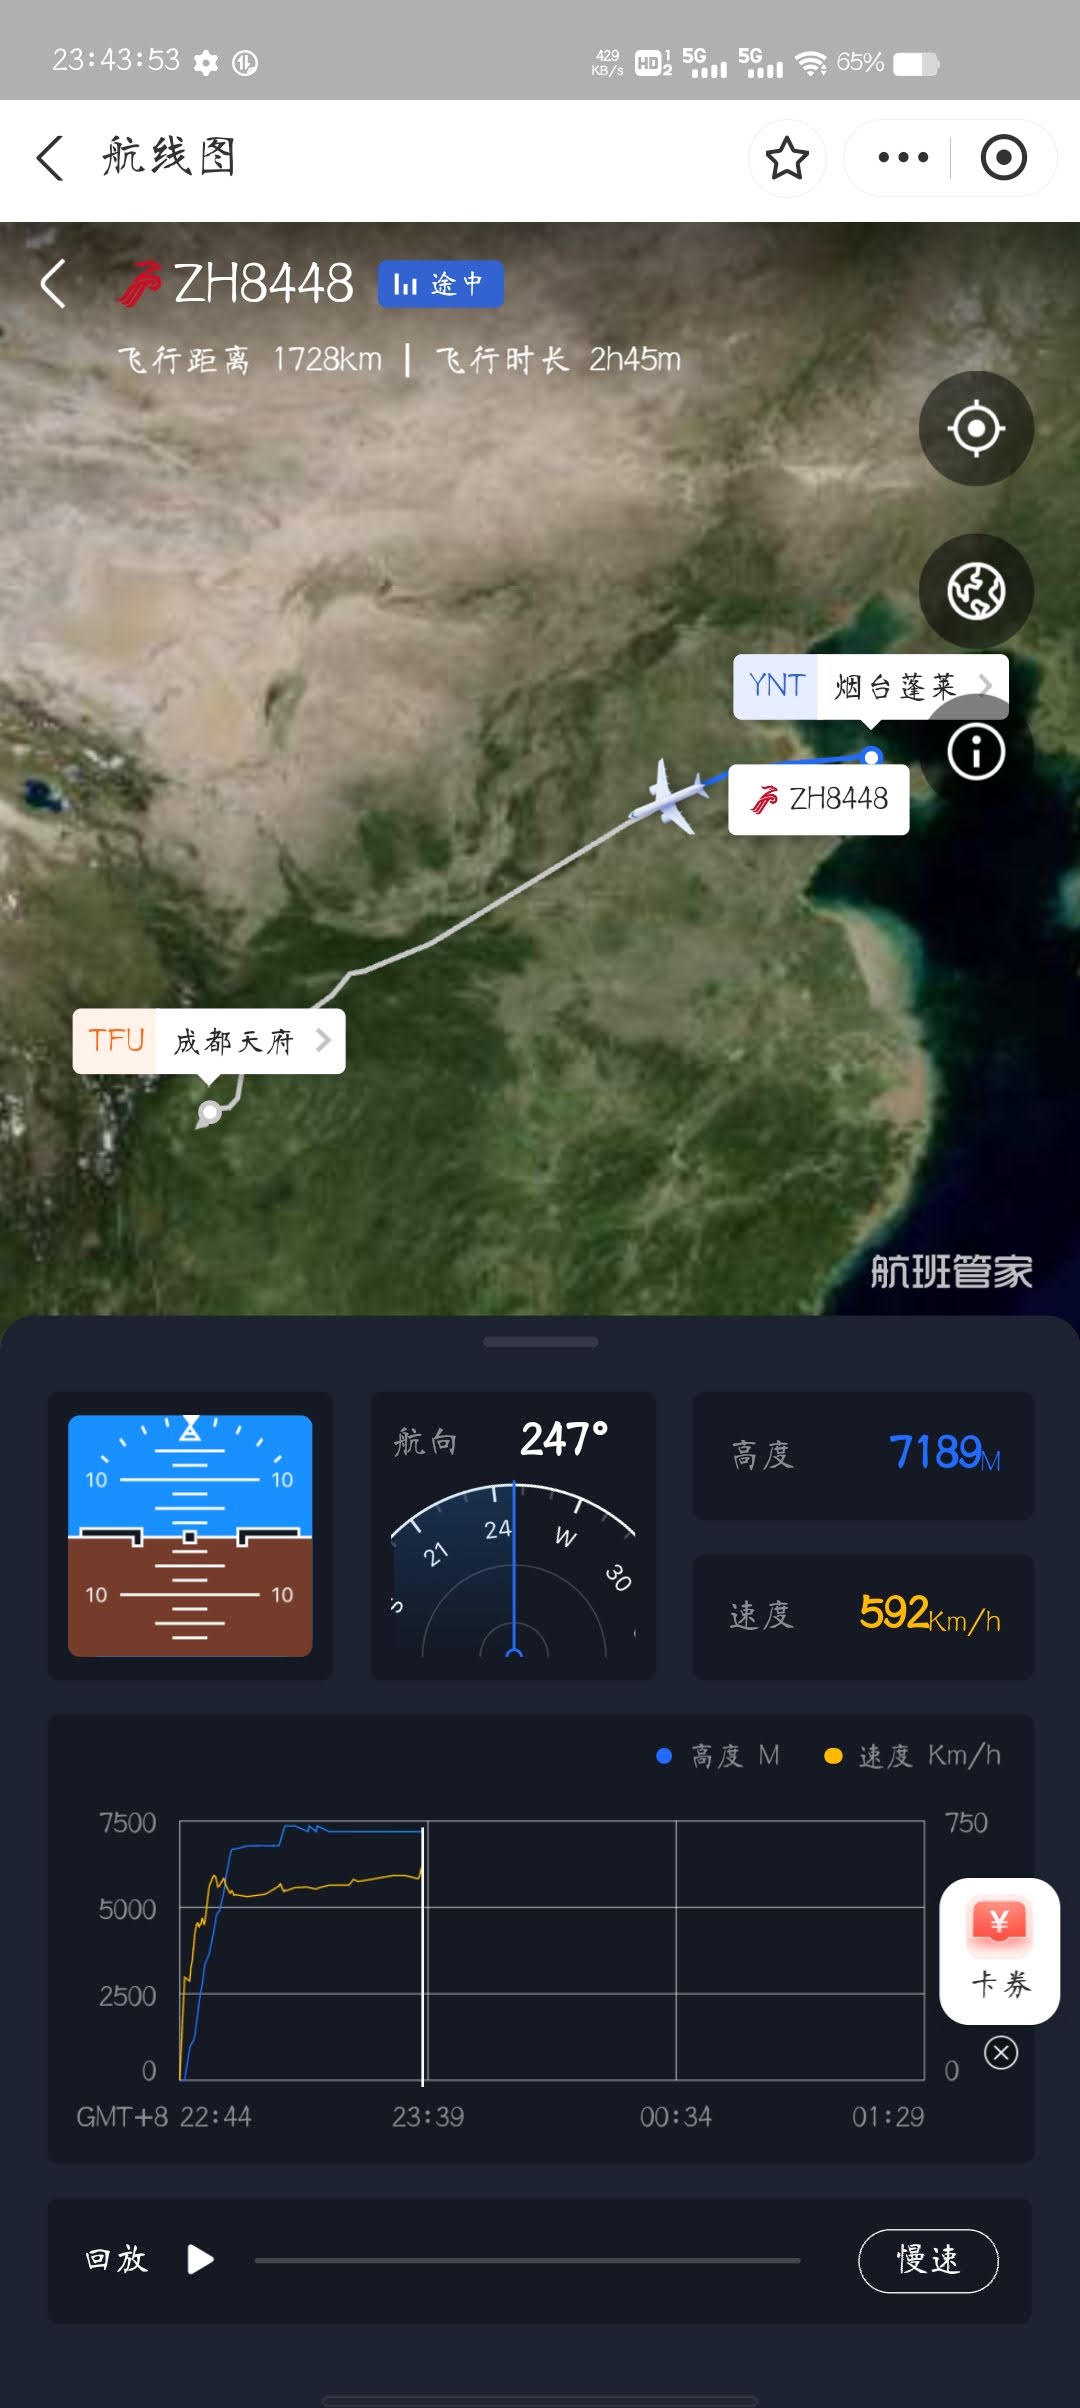 23:43:53
429 KB/s HD 1 2 5G 5G 65%
航线图
ZH8448 途中
飞行距离 1728km | 飞行时长 2h45m
YNT 烟台蓬莱
ZH8448
TFU 成都天府
航班管家
10 10
10 10
航向 247°
S 21 24 W 30
高度 7189M
速度 592Km/h
高度 M 速度 Km/h
7500 750
5000
2500
0 0
GMT+8 22:44 23:39 00:34 01:29
¥
卡券
回放 慢速